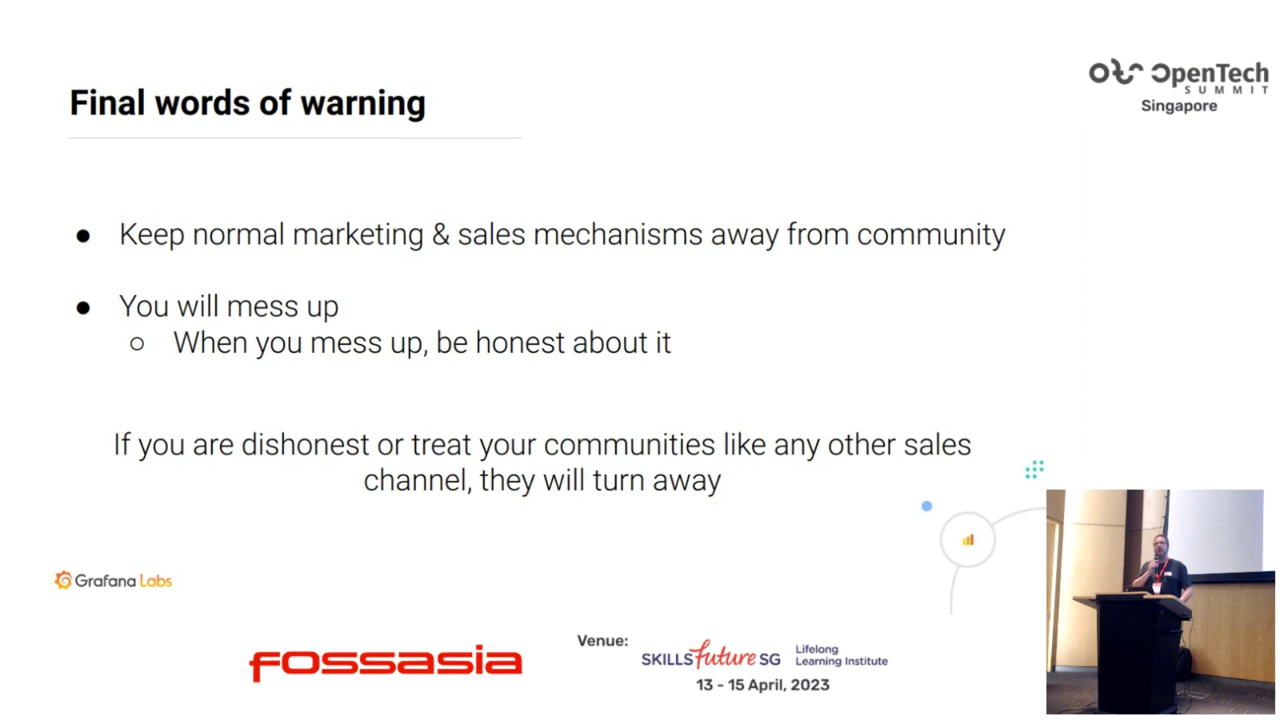 Final words of warning
OpenTech
SUMMIT
Singapore
● Keep normal marketing & sales mechanisms away from community
● You will mess up
○ When you mess up, be honest about it
If you are dishonest or treat your communities like any other sales
channel, they will turn away
Grafana Labs
fossasia
Venue:
SKILLSfuture SG
Lifelong
Learning Institute
13 - 15 April, 2023